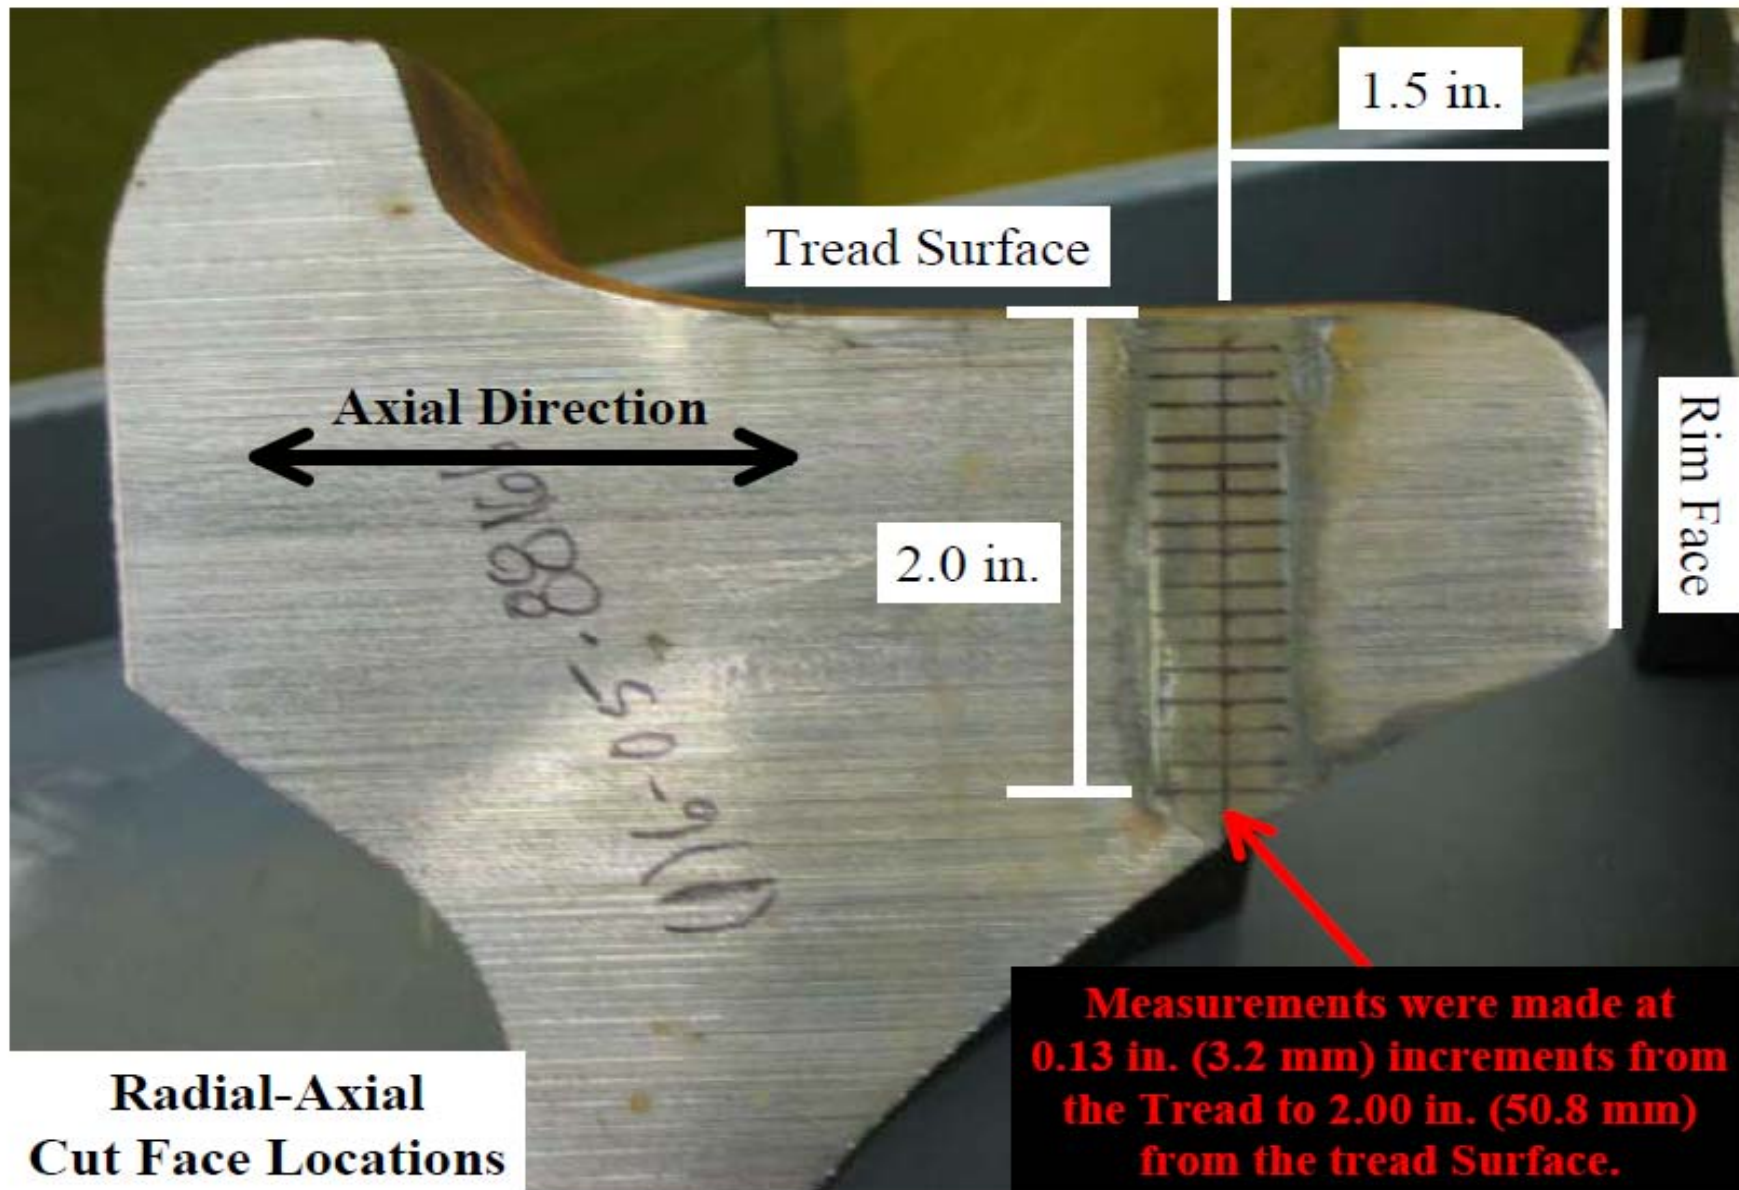 1.5 in.
Tread Surface
Axial Direction
Rim Face
2.0 in.
Measurements were made at
0.13 in. (3.2 mm) increments from
the Tread to 2.00 in. (50.8 mm)
from the tread Surface.
Radial-Axial
Cut Face Locations